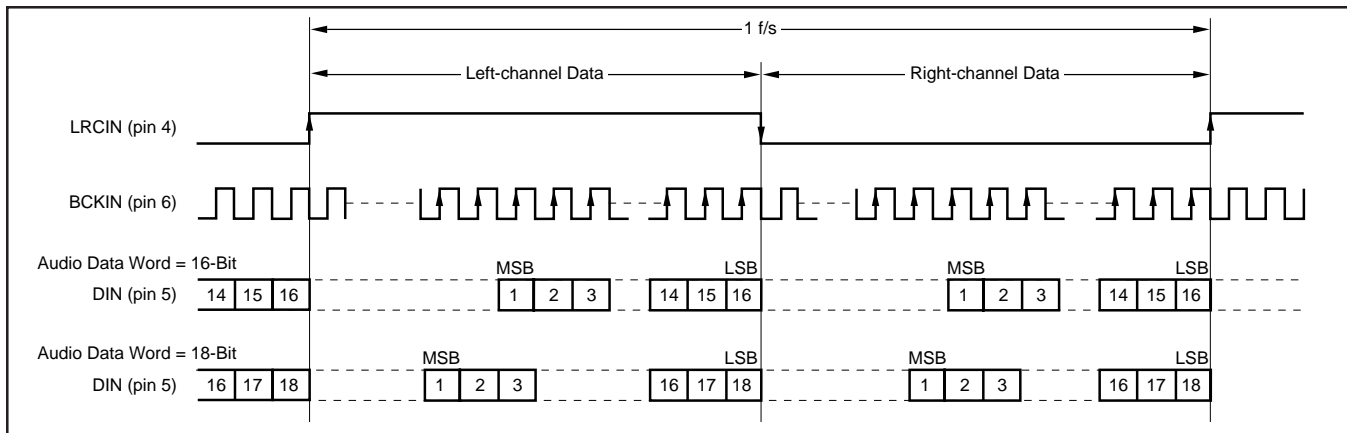 1 f/s
Left-channel Data Right-channel Data
LRCIN (pin 4)
BCKIN (pin 6)
Audio Data Word = 16-Bit MSB LSB MSB LSB
DIN (pin 5) 14 15 16 1 2 3 14 15 16 1 2 3 14 15 16
Audio Data Word = 18-Bit MSB LSB MSB LSB
DIN (pin 5) 16 17 18 1 2 3 16 17 18 1 2 3 16 17 18